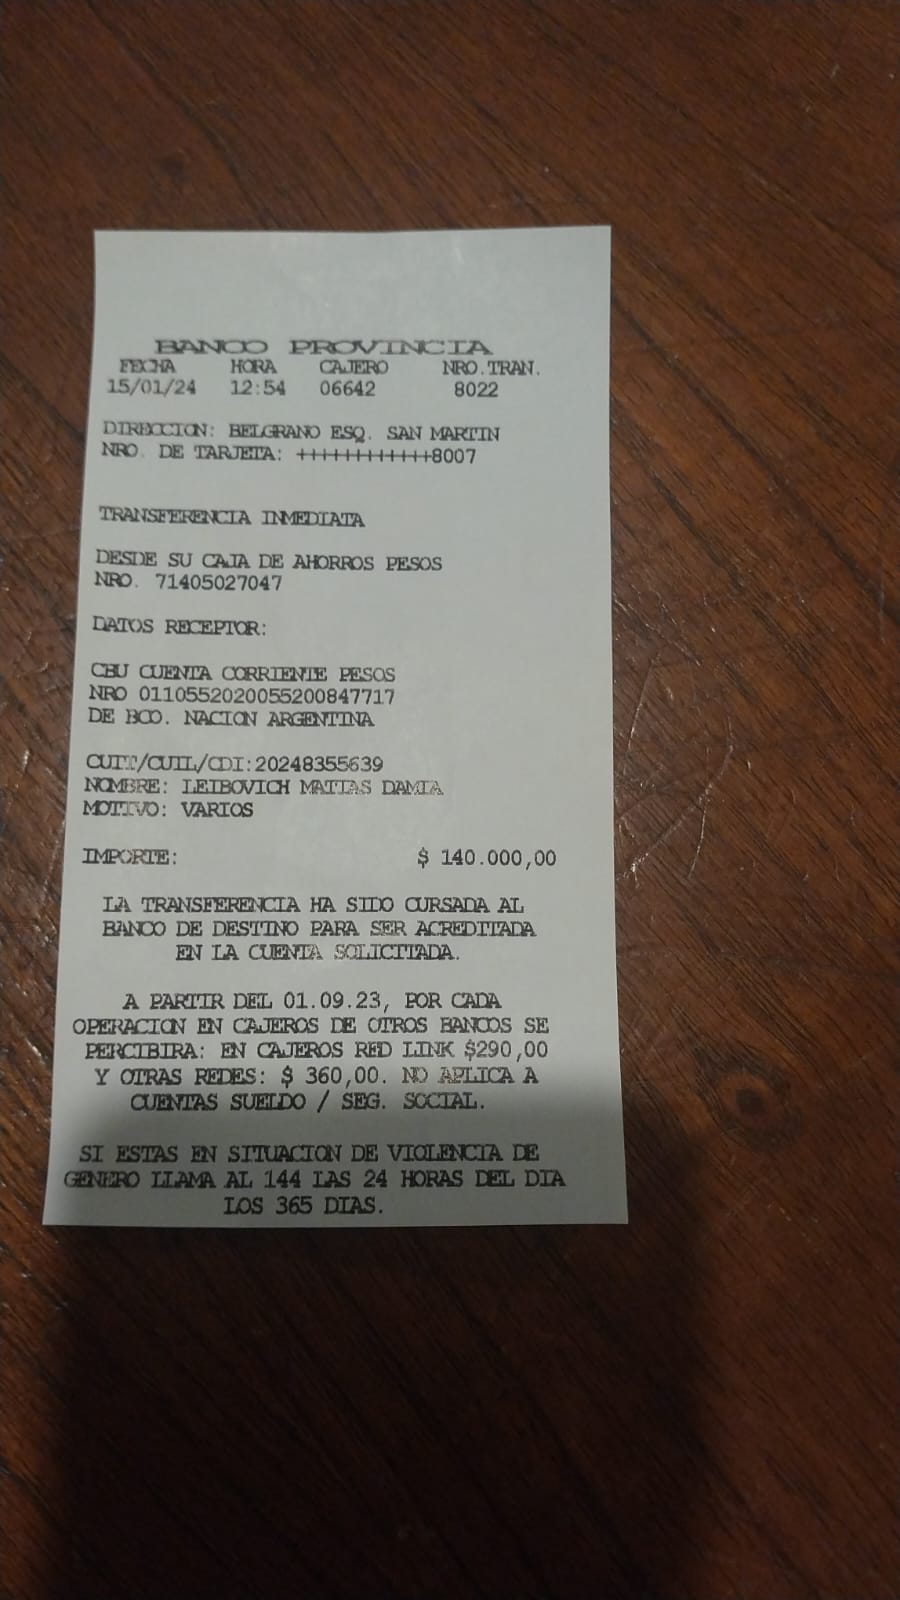 BANCO PROVINCIA
FECHA HORA CAJERO NRO.TRAN.
15/01/24 12:54 06642 8022
DIRECCION: BELGRANO ESQ. SAN MARTIN
NRO. DE TARJETA: ++++++++++++8007
TRANSFERENCIA INMEDIATA
DESDE SU CAJA DE AHORROS PESOS
NRO. 71405027047
DATOS RECEPTOR:
CBU CUENTA CORRIENTE PESOS
NRO 0110552020055200847717
DE BCO. NACION ARGENTINA
CUIT/CUIL/CDI:20248355639
NOMBRE: LEIBOVICH MATIAS DAMIA
MOTIVO: VARIOS
IMPORTE: $ 140.000,00
LA TRANSFERENCIA HA SIDO CURSADA AL
BANCO DE DESTINO PARA SER ACREDITADA
EN LA CUENTA SOLICITADA.
A PARTIR DEL 01.09.23, POR CADA
OPERACION EN CAJEROS DE OTROS BANCOS SE
PERCIBIRA: EN CAJEROS RED LINK $290,00
Y OTRAS REDES: $ 360,00. NO APLICA A
CUENTAS SUELDO / SEG. SOCIAL.
SI ESTAS EN SITUACION DE VIOLENCIA DE
GENERO LLAMA AL 144 LAS 24 HORAS DEL DIA
LOS 365 DIAS.